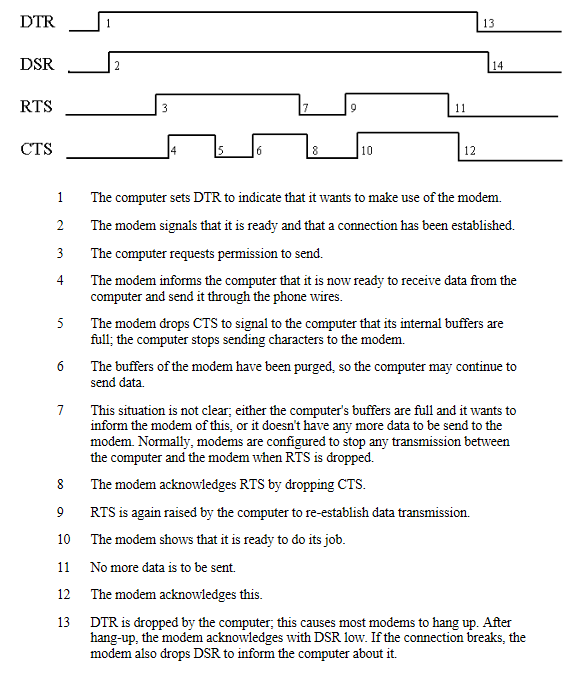 DTR 1 13
DSR 2 14
RTS 3 7 9 11
CTS 4 5 6 8 10 12
1 The computer sets DTR to indicate that it wants to make use of the modem.
2 The modem signals that it is ready and that a connection has been established.
3 The computer requests permission to send.
4 The modem informs the computer that it is now ready to receive data from the
computer and send it through the phone wires.
5 The modem drops CTS to signal to the computer that its internal buffers are
full; the computer stops sending characters to the modem.
6 The buffers of the modem have been purged, so the computer may continue to
send data.
7 This situation is not clear; either the computer's buffers are full and it wants to
inform the modem of this, or it doesn't have any more data to be send to the
modem. Normally, modems are configured to stop any transmission between
the computer and the modem when RTS is dropped.
8 The modem acknowledges RTS by dropping CTS.
9 RTS is again raised by the computer to re-establish data transmission.
10 The modem shows that it is ready to do its job.
11 No more data is to be sent.
12 The modem acknowledges this.
13 DTR is dropped by the computer; this causes most modems to hang up. After
hang-up, the modem acknowledges with DSR low. If the connection breaks, the
modem also drops DSR to inform the computer about it.